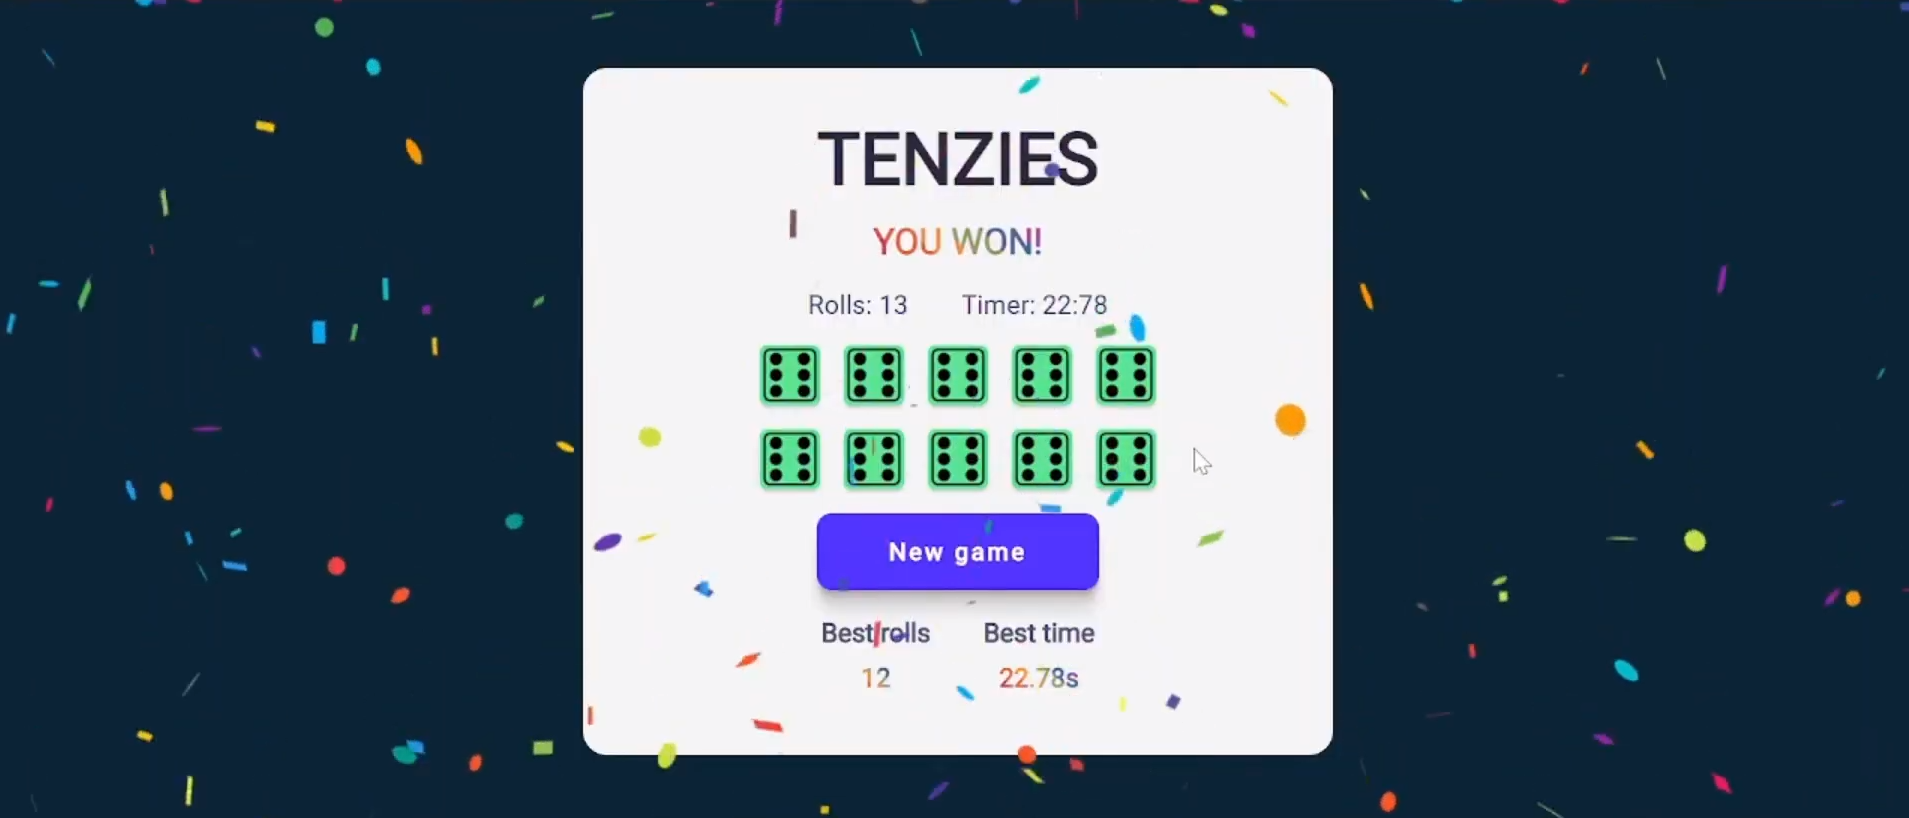 TENZIES
YOU WON!
Rolls: 13 Timer: 22:78
New game
Best rolls Best time
12 22.78s